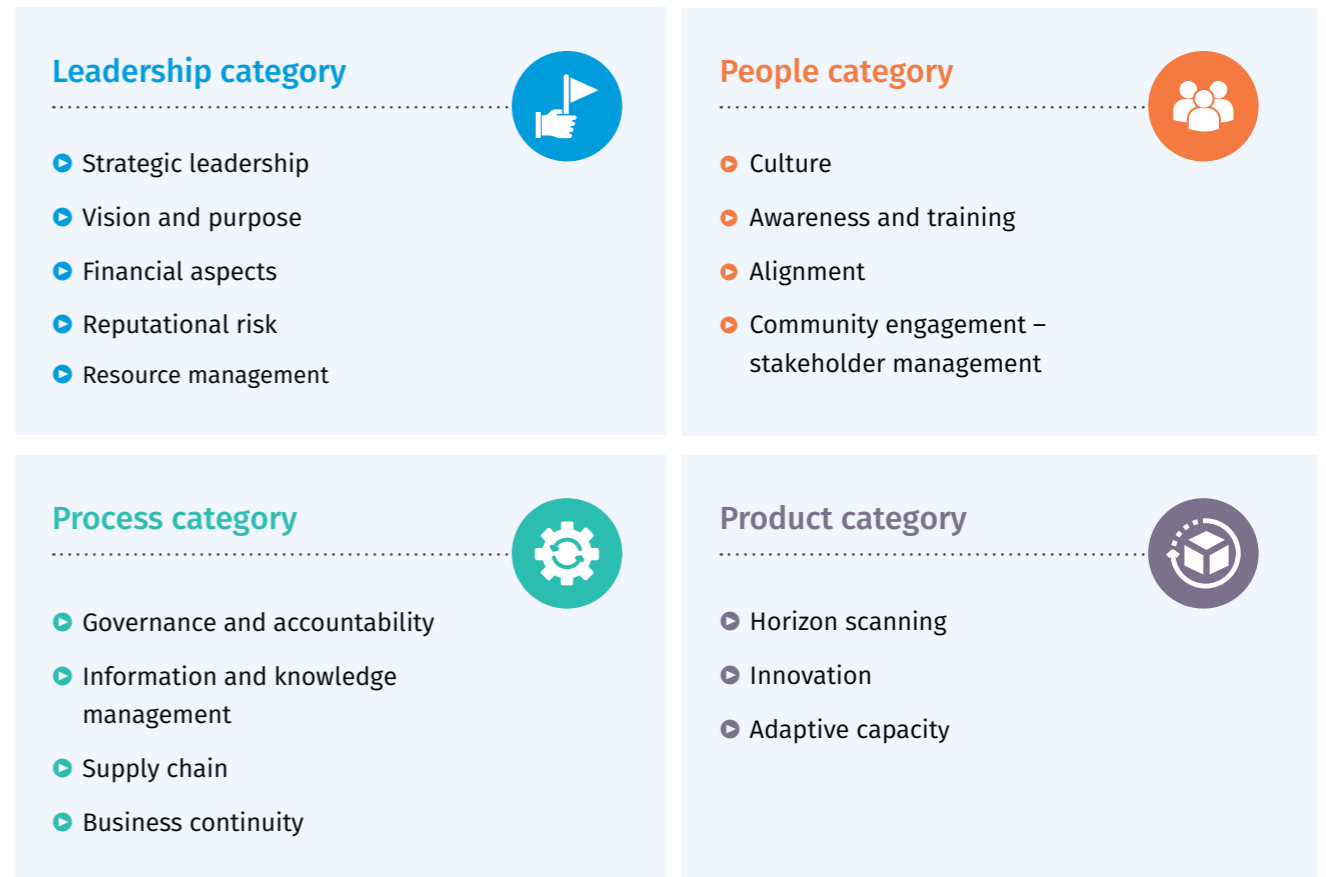 Leadership category
Strategic leadership
Vision and purpose
Financial aspects
Reputational risk
Resource management
People category
Culture
Awareness and training
Alignment
Community engagement –
stakeholder management
Process category
Governance and accountability
Information and knowledge
management
Supply chain
Business continuity
Product category
Horizon scanning
Innovation
Adaptive capacity